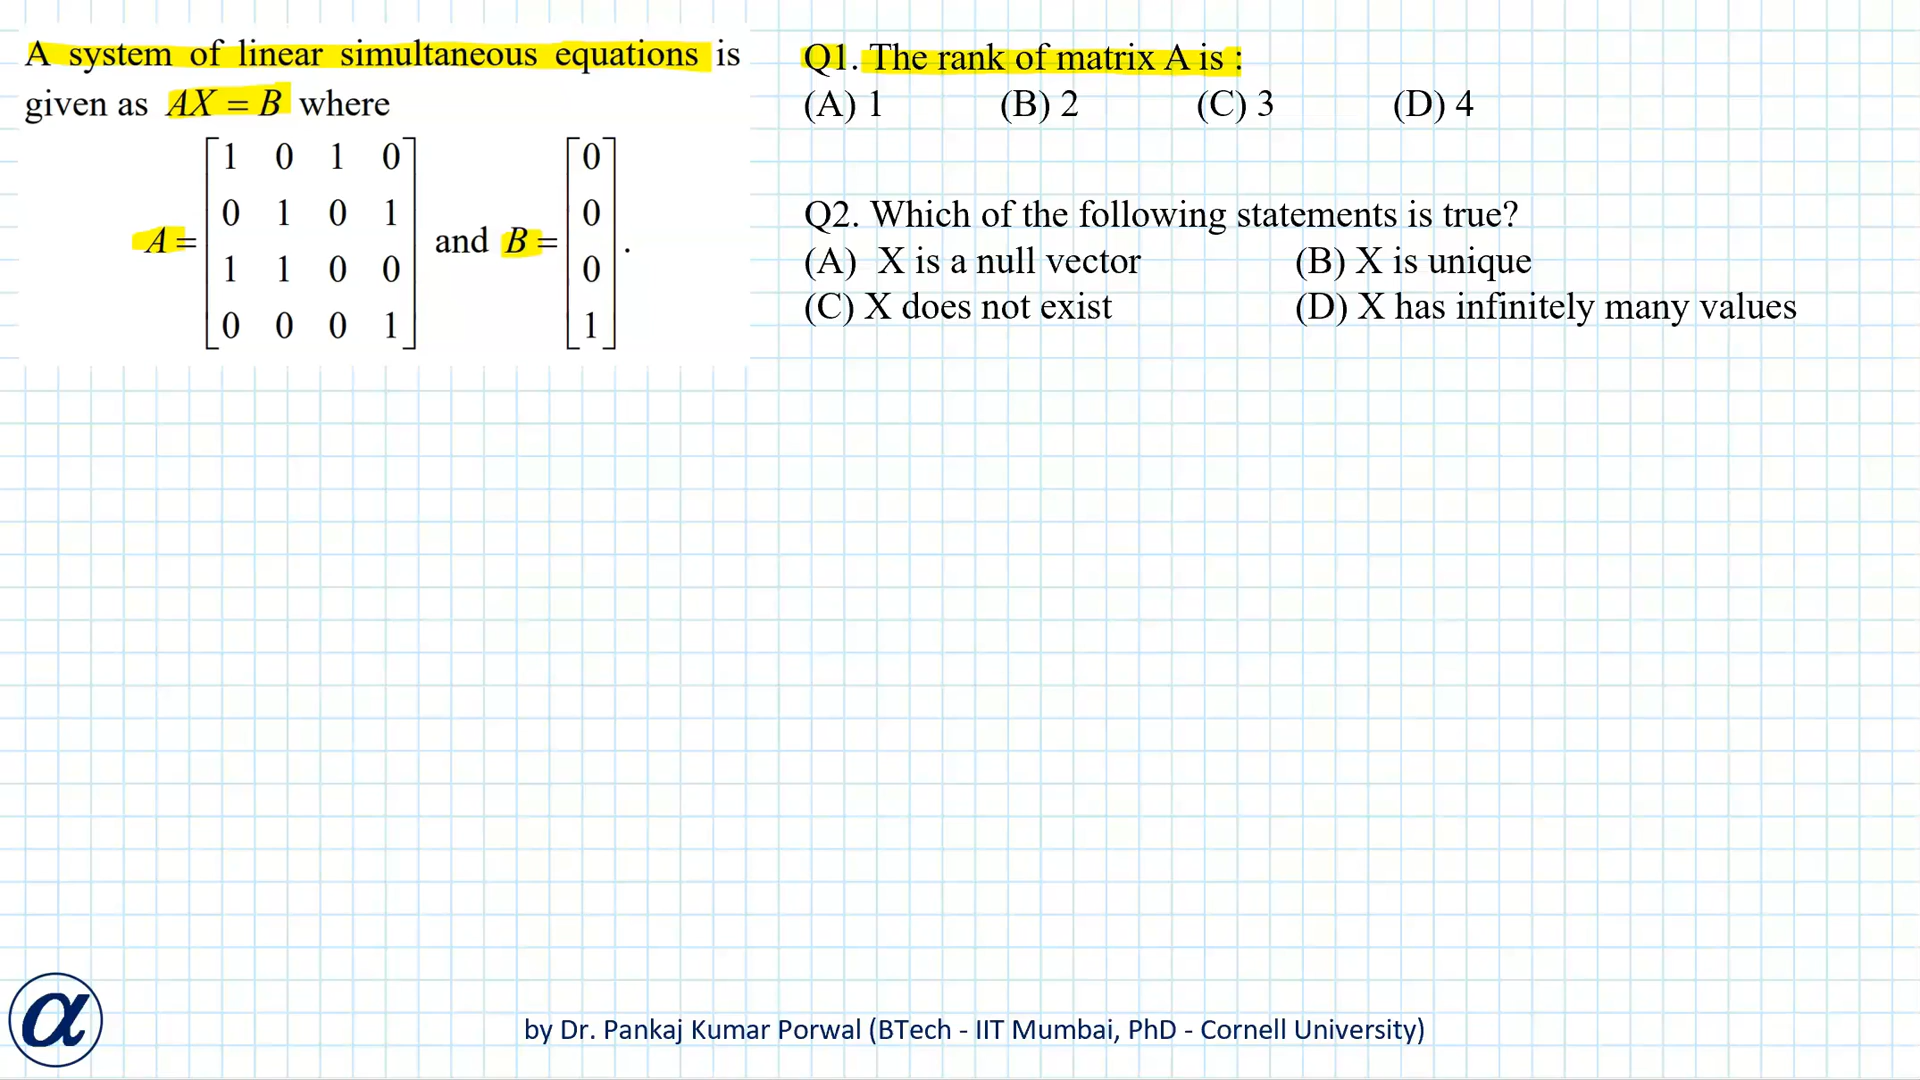 A system of linear simultaneous equations is
given as AX = B where
A = [1 0 1 0
0 1 0 1
1 1 0 0
0 0 0 1] and B = [0
0
0
1].
Q1. The rank of matrix A is :
(A) 1 (B) 2 (C) 3 (D) 4
Q2. Which of the following statements is true?
(A) X is a null vector (B) X is unique
(C) X does not exist (D) X has infinitely many values
α
by Dr. Pankaj Kumar Porwal (BTech - IIT Mumbai, PhD - Cornell University)